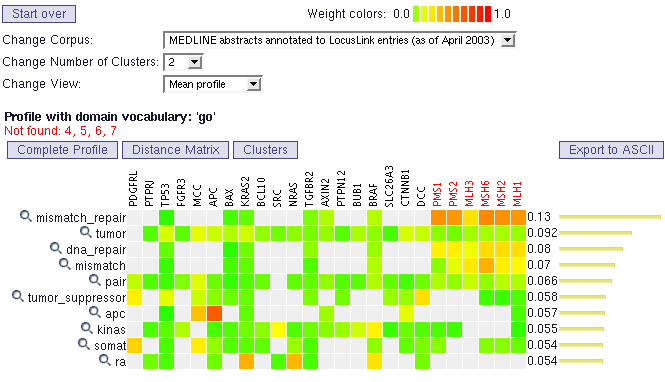 Start over
Weight colors: 0.0 1.0
Change Corpus: MEDLINE abstracts annotated to LocusLink entries (as of April 2003)
Change Number of Clusters: 2
Change View: Mean profile
Profile with domain vocabulary: 'go'
Not found: 4, 5, 6, 7
Complete Profile Distance Matrix Clusters Export to ASCII
PDGFRL PTPRJ TP53 FGFR3 MCC APC BAX KRAS2 BCL10 SRC NRAS TGFBR2 AXIN2 PTPN12 BUB1 BRAF SLC26A3 CTNNB1 DCC PMS1 PMS2 MLH3 MSH6 MSH2 MLH1
mismatch_repair 0.13
tumor 0.092
dna_repair 0.08
mismatch 0.07
pair 0.066
tumor_suppressor 0.058
apc 0.057
kinas 0.055
somat 0.054
ra 0.054